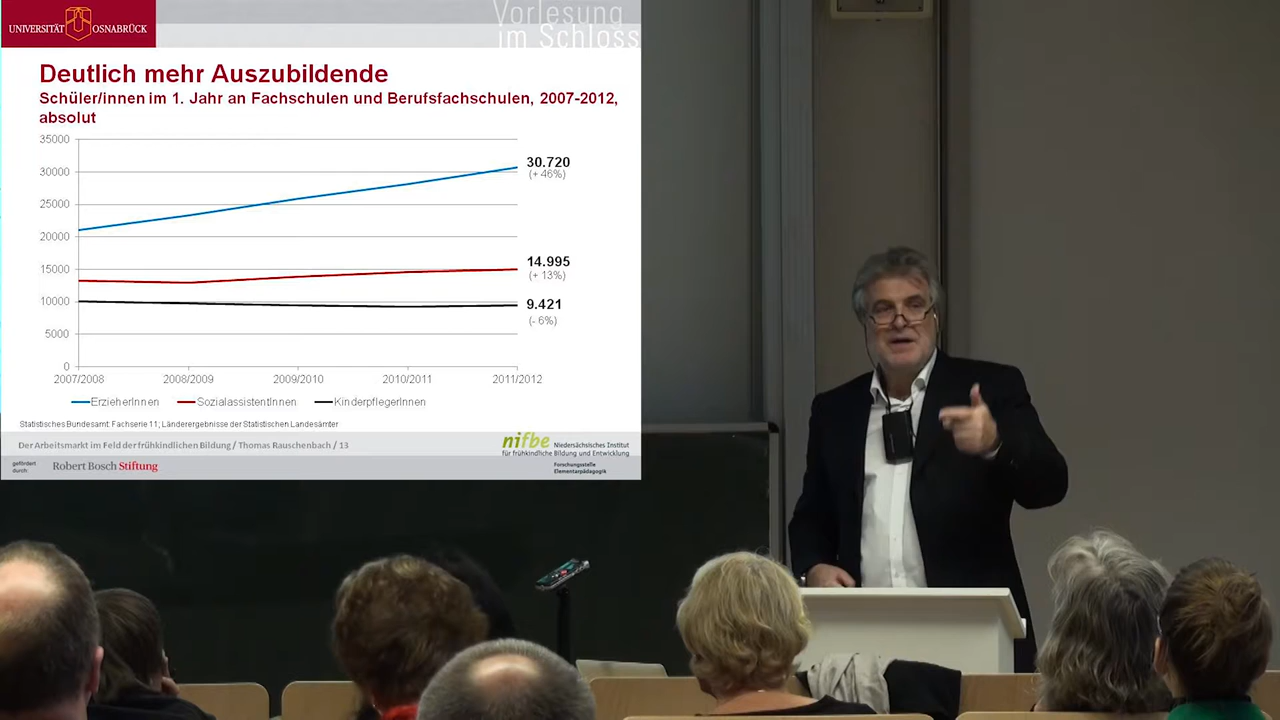 UNIVERSITÄT OSNABRÜCK
Vorlesung
im Schloss
Deutlich mehr Auszubildende
Schüler/innen im 1. Jahr an Fachschulen und Berufsfachschulen, 2007-2012,
absolut
35000
30000
25000
20000
15000
10000
5000
0
30.720
(+ 46%)
14.995
(+ 13%)
9.421
(- 6%)
2007/2008 2008/2009 2009/2010 2010/2011 2011/2012
ErzieherInnen SozialassistentInnen KinderpflegerInnen
Statistisches Bundesamt: Fachserie 11; Länderergebnisse der Statistischen Landesämter
Der Arbeitsmarkt im Feld der frühkindlichen Bildung / Thomas Rauschenbach / 13
nifbe Niedersächsisches Institut
für frühkindliche Bildung und Entwicklung
Forschungsstelle
Elementarpädagogik
gefördert
durch:
Robert Bosch Stiftung